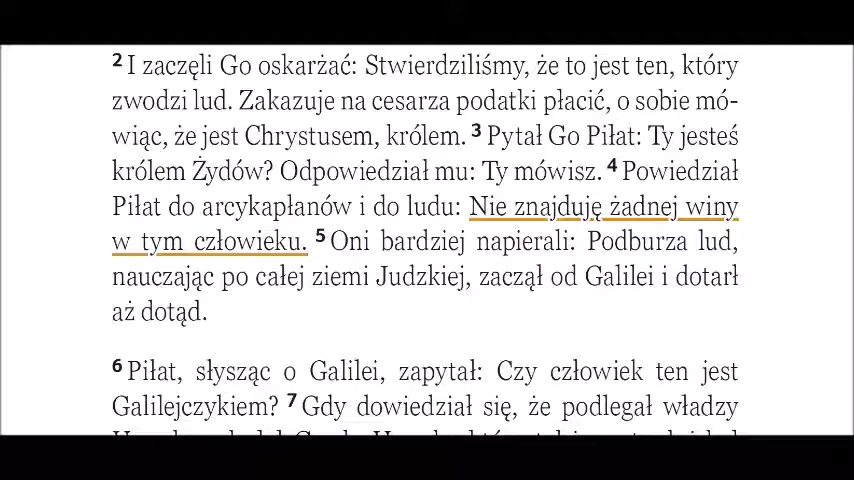 2 I zaczęli Go oskarżać: Stwierdziliśmy, że to jest ten, który
zwodzi lud. Zakazuje na cesarza podatki płacić, o sobie mó-
wiąc, że jest Chrystusem, królem. 3 Pytał Go Piłat: Ty jesteś
królem Żydów? Odpowiedział mu: Ty mówisz. 4 Powiedział
Piłat do arcykapłanów i do ludu: Nie znajduję żadnej winy
w tym człowieku. 5 Oni bardziej napierali: Podburza lud,
nauczając po całej ziemi Judzkiej, zaczął od Galilei i dotarł
aż dotąd.
6 Piłat, słysząc o Galilei, zapytał: Czy człowiek ten jest
Galilejczykiem? 7 Gdy dowiedział się, że podlegał władzy